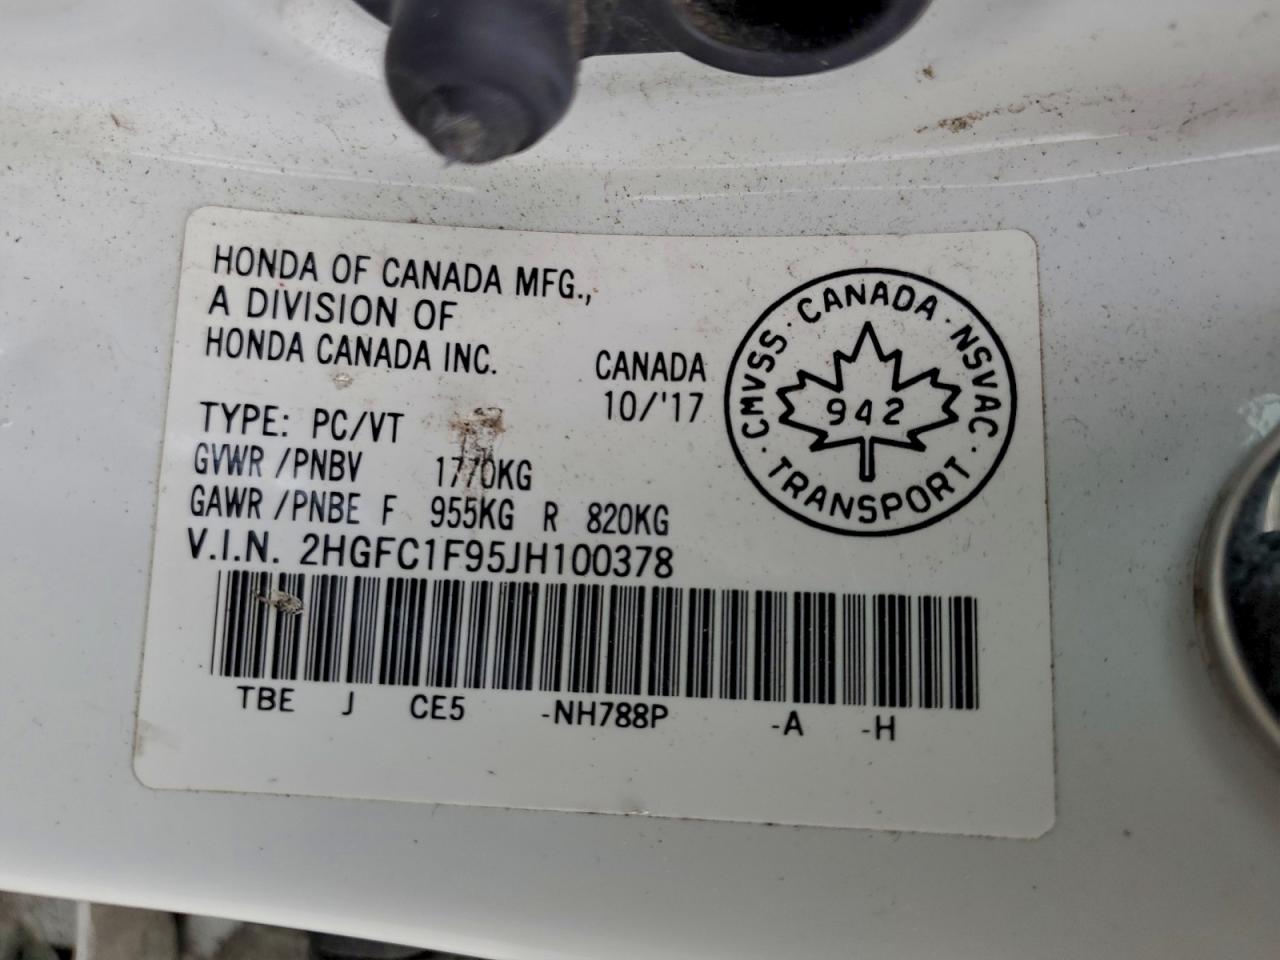 HONDA OF CANADA MFG.,
A DIVISION OF
HONDA CANADA INC.
CANADA
10/'17
TYPE: PC/VT
GVWR /PNBV 1770KG
GAWR /PNBE F 955KG R 820KG
V.I.N. 2HGFC1F95JH100378
TBE J CE5 -NH788P -A -H
CMVSS · CANADA · NSVAC · TRANSPORT ·
942